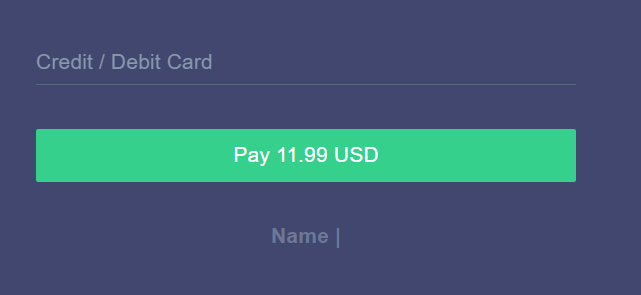 Credit / Debit Card
Pay 11.99 USD
Name |